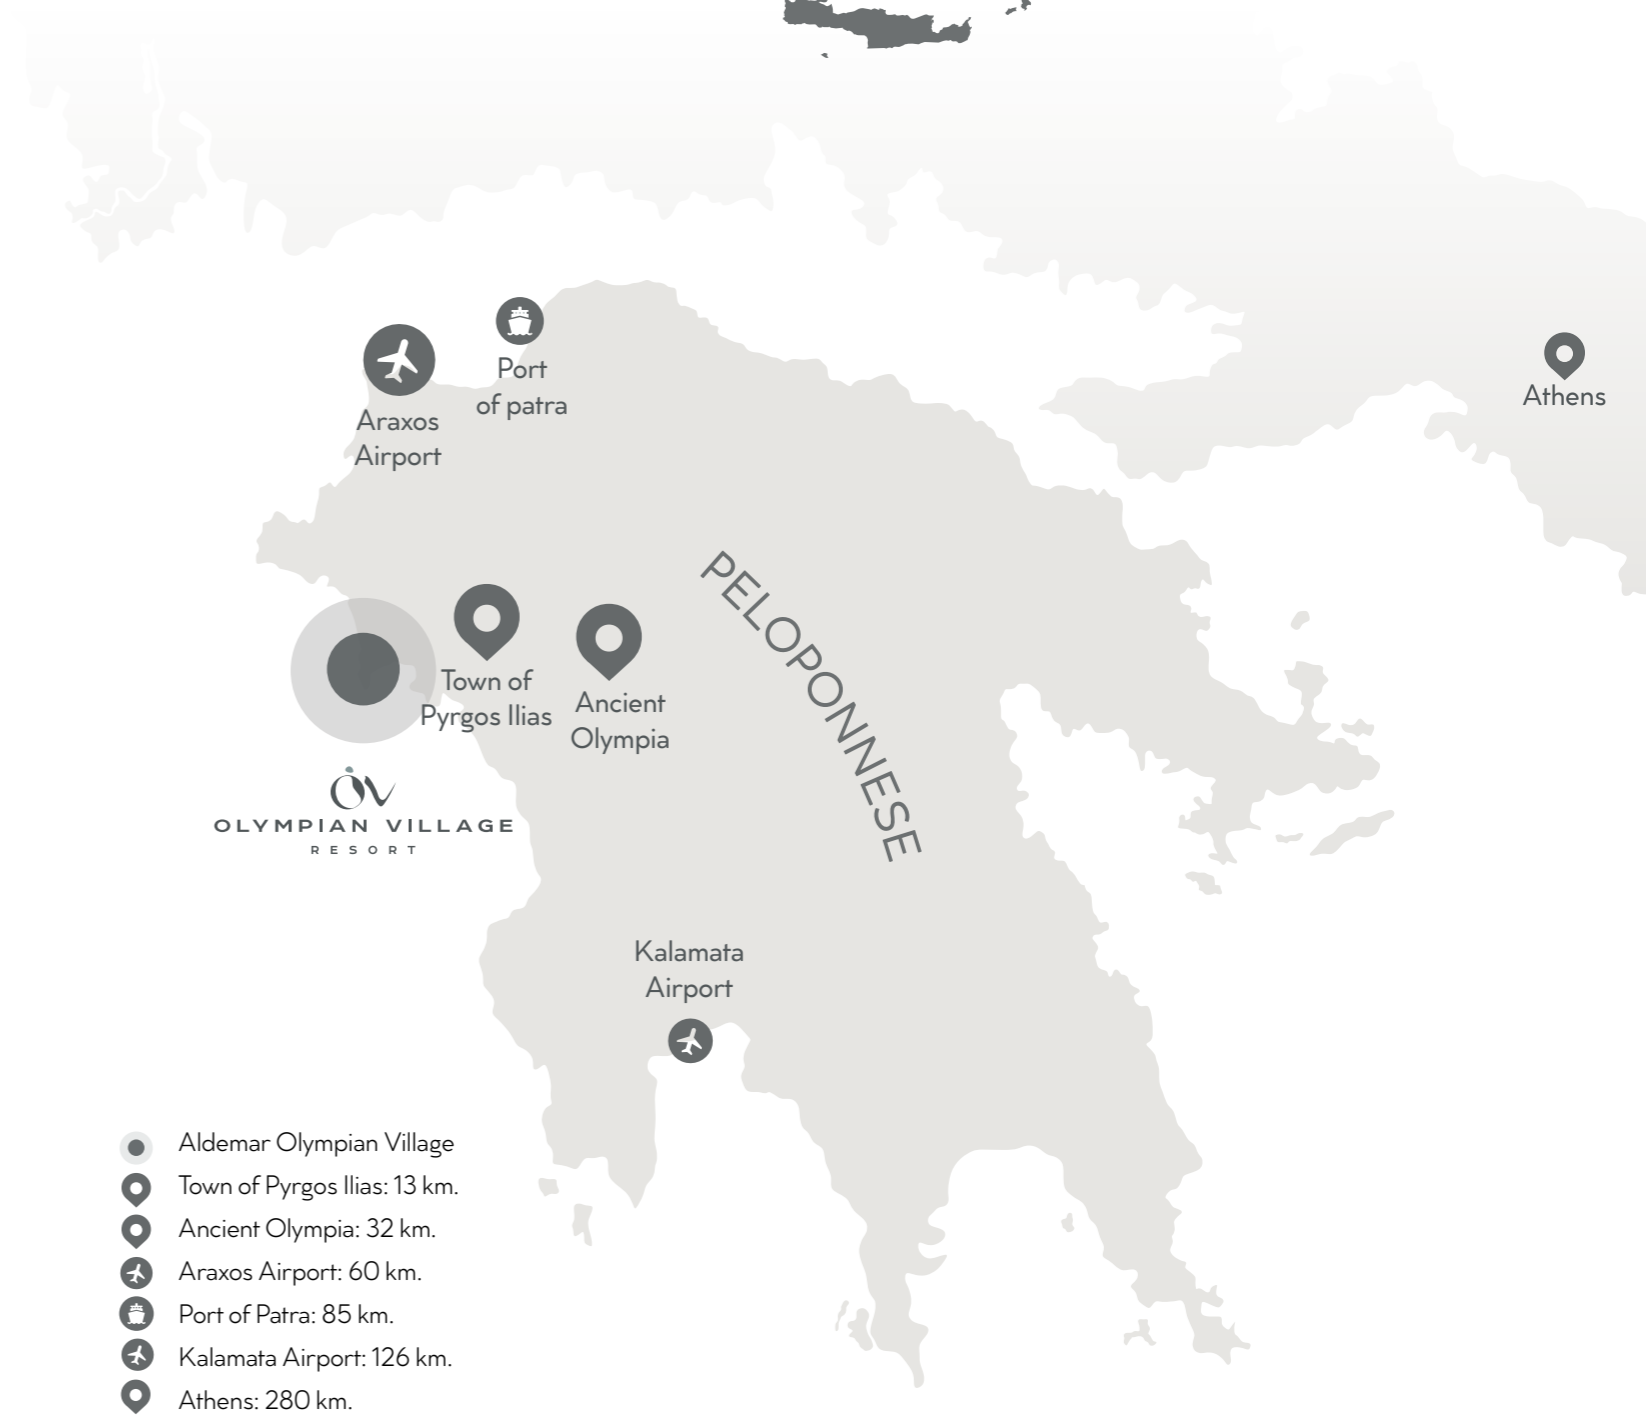 Port
of patra
Athens
Araxos
Airport
PELOPONNESE
Town of
Pyrgos Ilias
Ancient
Olympia
OV
OLYMPIAN VILLAGE
RESORT
Kalamata
Airport
Aldemar Olympian Village
Town of Pyrgos Ilias: 13 km.
Ancient Olympia: 32 km.
Araxos Airport: 60 km.
Port of Patra: 85 km.
Kalamata Airport: 126 km.
Athens: 280 km.